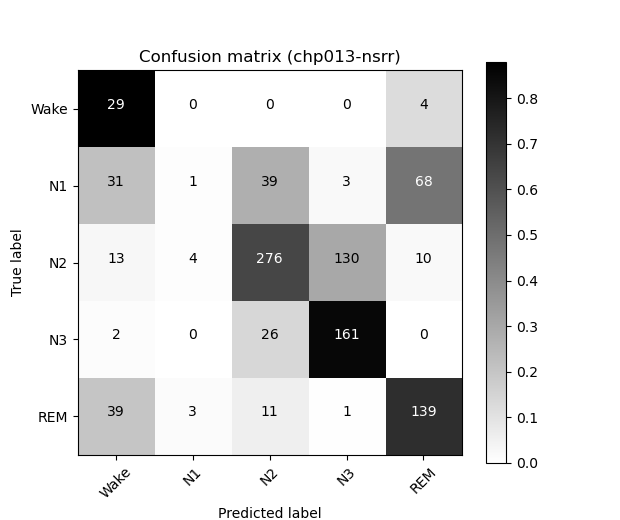 Confusion matrix (chp013-nsrr)
Wake 29 0 0 0 4
N1 31 1 39 3 68
N2 13 4 276 130 10
N3 2 0 26 161 0
REM 39 3 11 1 139
Wake N1 N2 N3 REM
True label
Predicted label
0.8
0.7
0.6
0.5
0.4
0.3
0.2
0.1
0.0